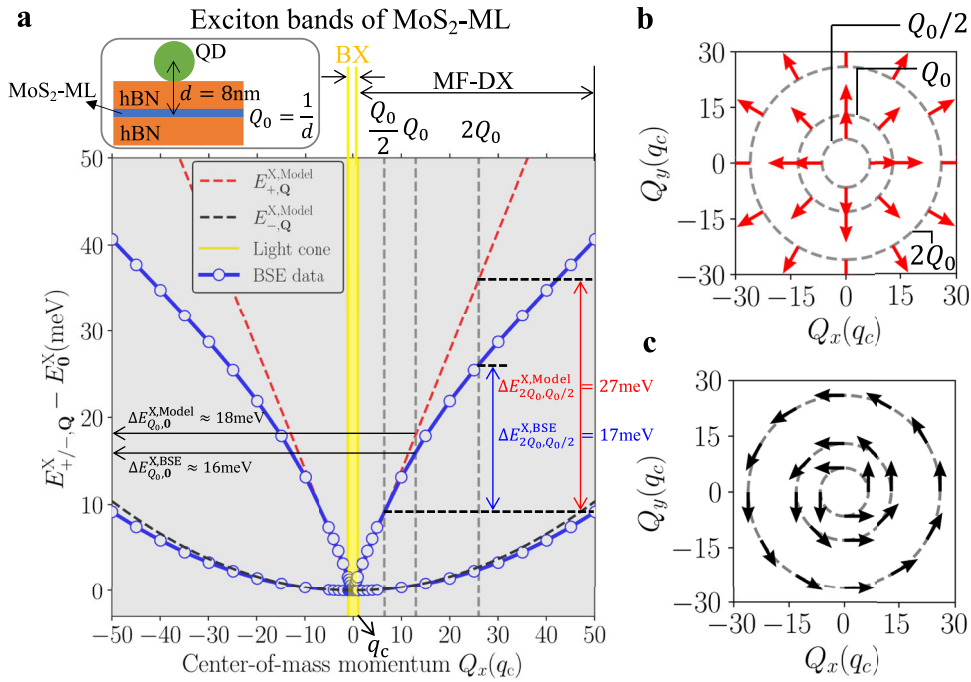 a
Exciton bands of MoS₂-ML
QD
MoS₂-ML
hBN
d = 8nm
hBN
Q₀ = 1/d
BX
MF-DX
Q₀/2 Q₀ 2Q₀
E^{X,Model}_{+,Q}
E^{X,Model}_{−,Q}
Light cone
BSE data
ΔE^{X,Model}_{Q₀,0} ≈ 18meV
ΔE^{X,BSE}_{Q₀,0} ≈ 16meV
ΔE^{X,Model}_{2Q₀,Q₀/2} = 27meV
ΔE^{X,BSE}_{2Q₀,Q₀/2} = 17meV
E^X_{+/−,Q} − E^X_0(meV)
50
40
30
20
10
0
−50 −40 −30 −20 −10 0 10 20 30 40 50
q_c
Center-of-mass momentum Q_x(q_c)
b
Q₀/2
Q₀
2Q₀
Q_y(q_c)
30
15
0
−15
−30
−30 −15 0 15 30
Q_x(q_c)
c
Q_y(q_c)
30
15
0
−15
−30
−30 −15 0 15 30
Q_x(q_c)